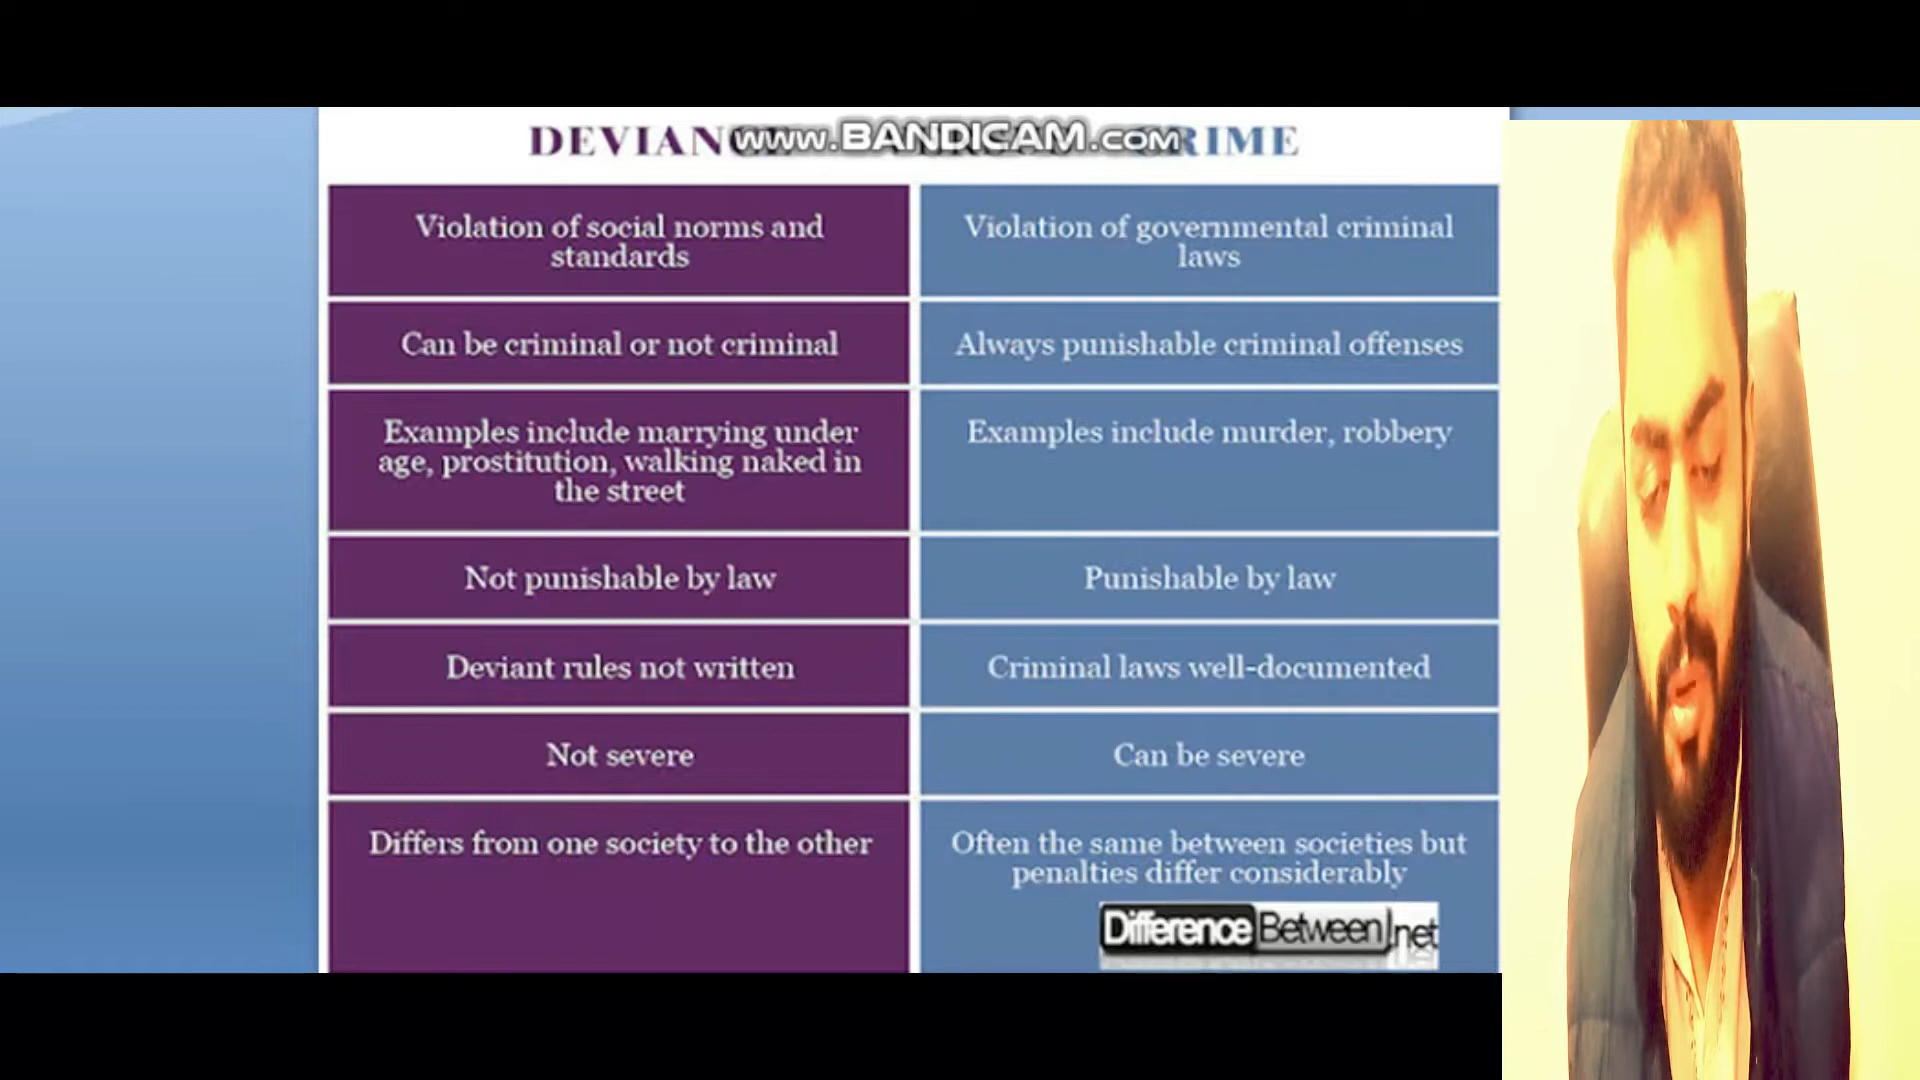 DEVIAN
www.BANDICAM.com
RIME
Violation of social norms and
standards
Violation of governmental criminal
laws
Can be criminal or not criminal
Always punishable criminal offenses
Examples include marrying under
age, prostitution, walking naked in
the street
Examples include murder, robbery
Not punishable by law
Punishable by law
Deviant rules not written
Criminal laws well-documented
Not severe
Can be severe
Differs from one society to the other
Often the same between societies but
penalties differ considerably
DifferenceBetween.net